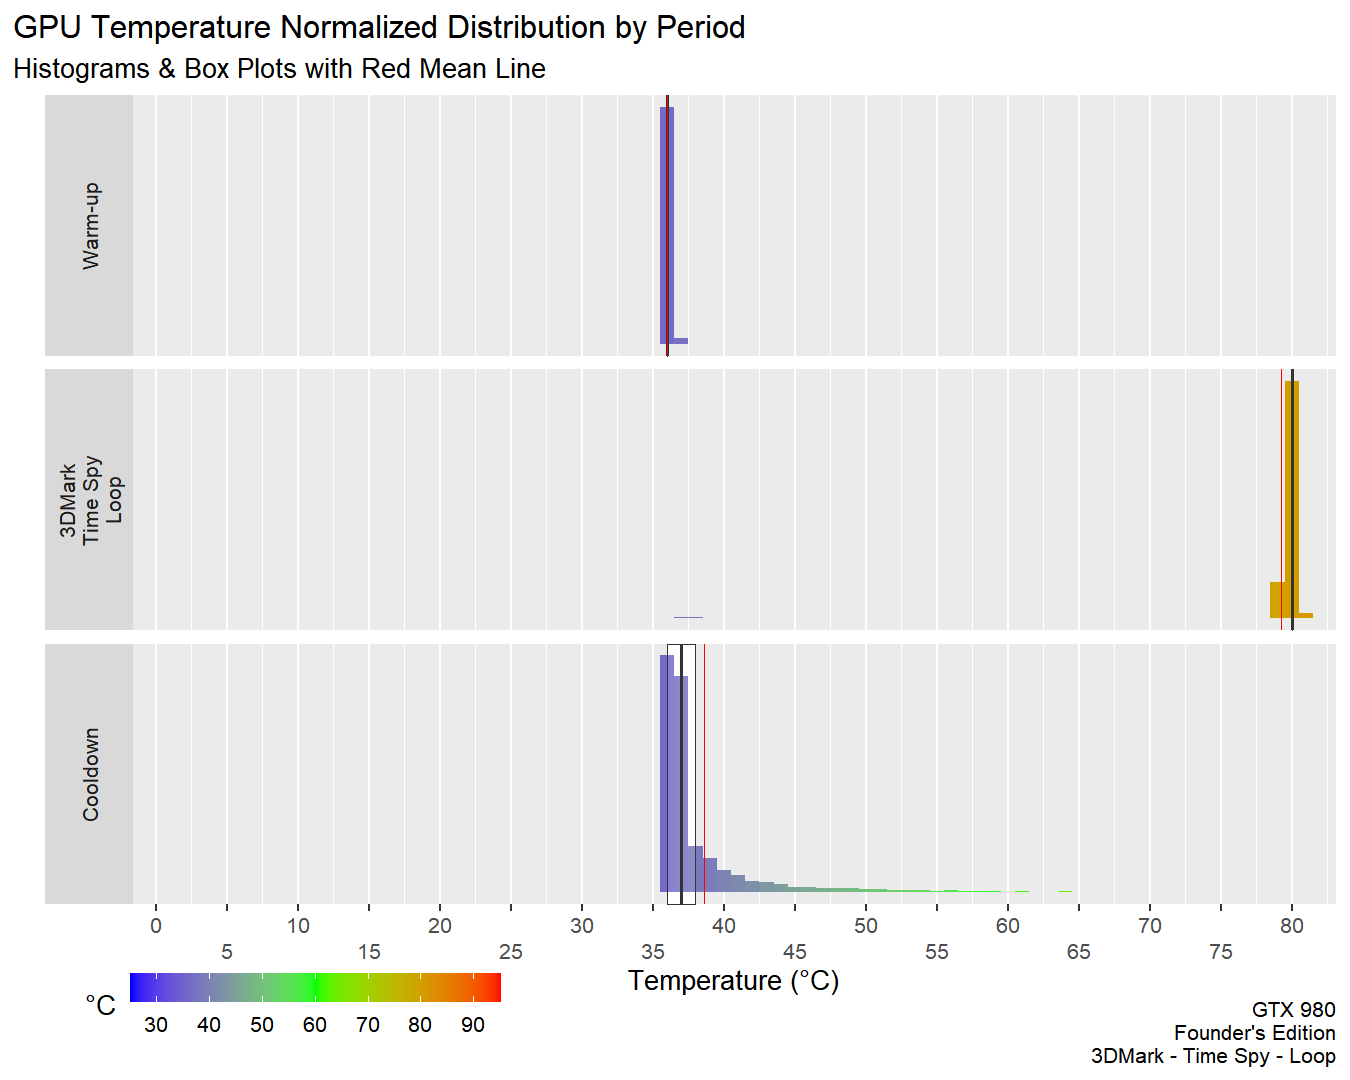 GPU Temperature Normalized Distribution by Period
Histograms & Box Plots with Red Mean Line
Warm-up
3DMark
Time Spy
Loop
Cooldown
0 10 20 30 40 50 60 70 80
5 15 25 35 45 55 65 75
Temperature (°C)
°C
30 40 50 60 70 80 90
GTX 980
Founder's Edition
3DMark - Time Spy - Loop